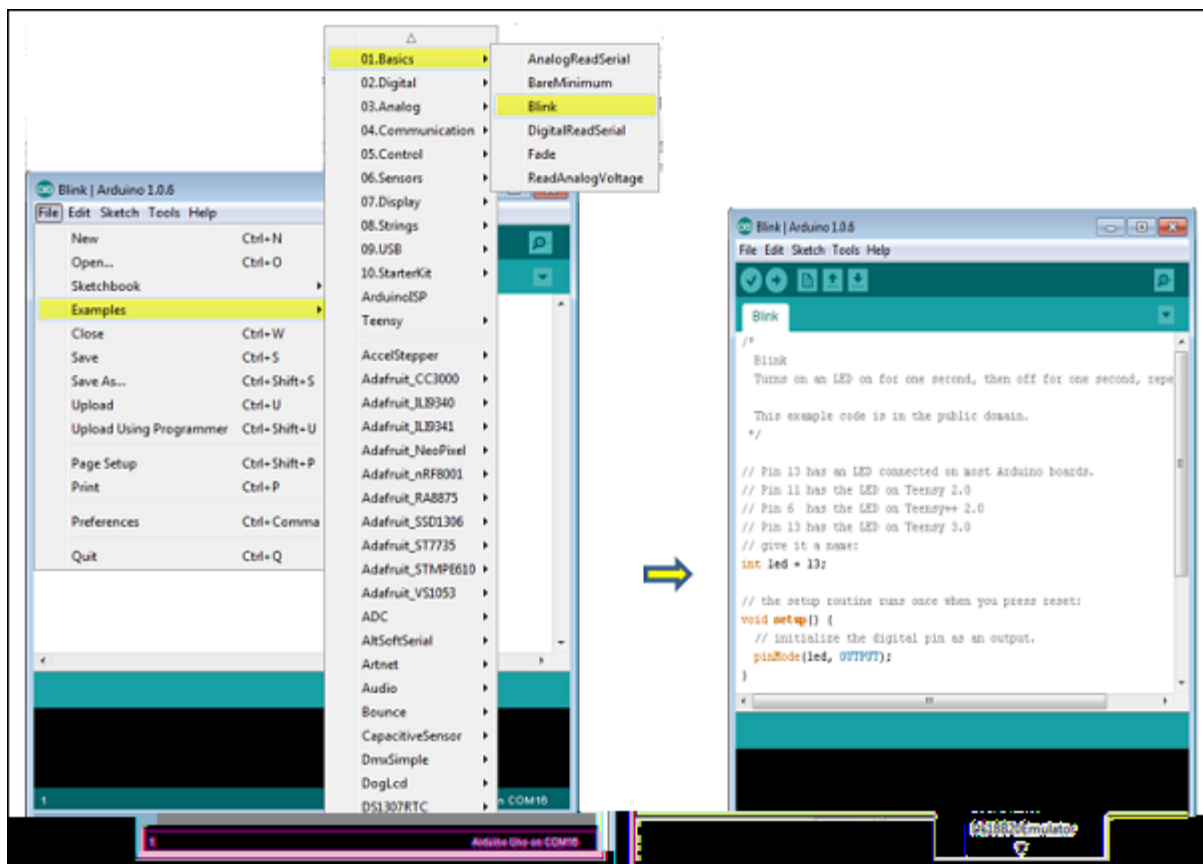 01.Basics
02.Digital
03.Analog
04.Communication
05.Control
06.Sensors
07.Display
08.Strings
09.USB
10.StarterKit
ArduinoISP
Teensy
AccelStepper
Adafruit_CC3000
Adafruit_ILI9340
Adafruit_ILI9341
Adafruit_NeoPixel
Adafruit_nRF8001
Adafruit_RA8875
Adafruit_SSD1306
Adafruit_ST7735
Adafruit_STMPE610
Adafruit_VS1053
ADC
AltSoftSerial
Artnet
Audio
Bounce
CapacitiveSensor
DmxSimple
DogLcd
DS1307RTC
AnalogReadSerial
BareMinimum
Blink
DigitalReadSerial
Fade
ReadAnalogVoltage
Blink | Arduino 1.0.6
File Edit Sketch Tools Help
New Ctrl+N
Open... Ctrl+O
Sketchbook
Examples
Close Ctrl+W
Save Ctrl+S
Save As... Ctrl+Shift+S
Upload Ctrl+U
Upload Using Programmer Ctrl+Shift+U
Page Setup Ctrl+Shift+P
Print Ctrl+P
Preferences Ctrl+Comma
Quit Ctrl+Q
1
on COM16
Blink | Arduino 1.0.6
File Edit Sketch Tools Help
Blink
/*
Blink
Turns on an LED on for one second, then off for one second, repe
This example code is in the public domain.
*/
// Pin 13 has an LED connected on most Arduino boards.
// Pin 11 has the LED on Teensy 2.0
// Pin 6 has the LED on Teensy++ 2.0
// Pin 13 has the LED on Teensy 3.0
// give it a name:
int led = 13;
// the setup routine runs once when you press reset:
void setup() {
// initialize the digital pin as an output.
pinMode(led, OUTPUT);
}
1
Arduino Uno on COM16